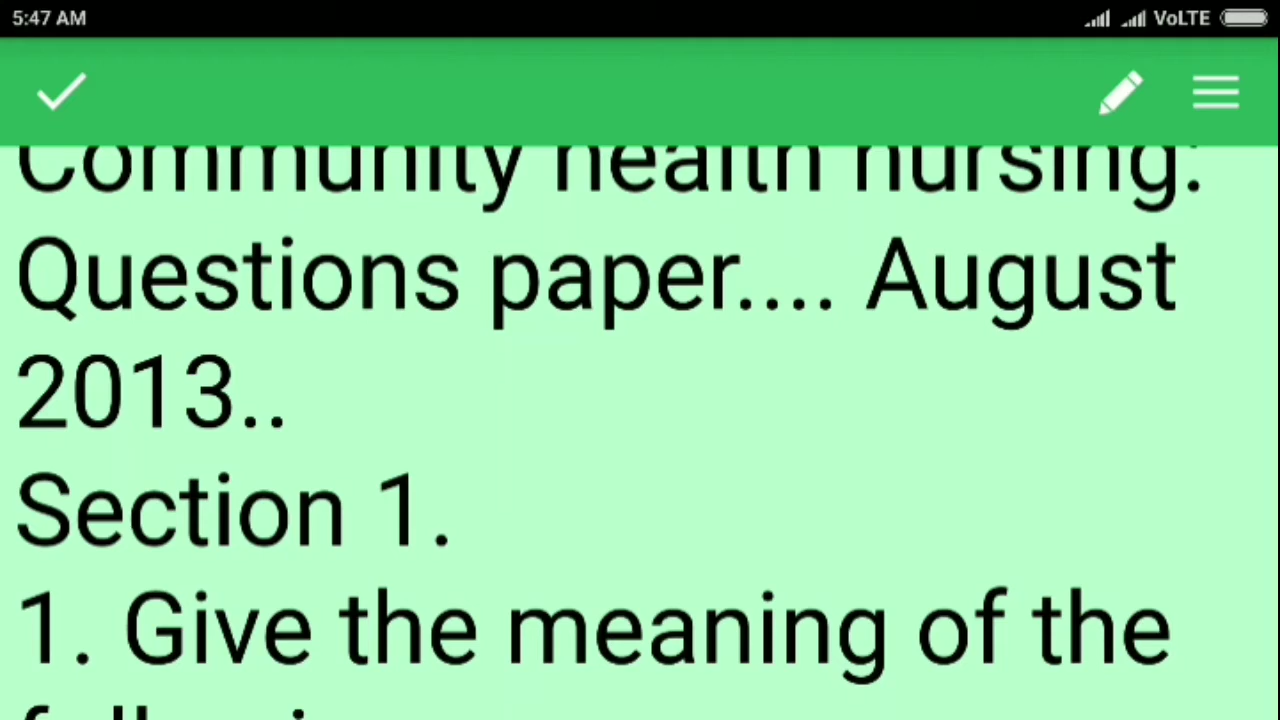 5:47 AM VoLTE
Community health nursing:
Questions paper.... August
2013..
Section 1.
1. Give the meaning of the